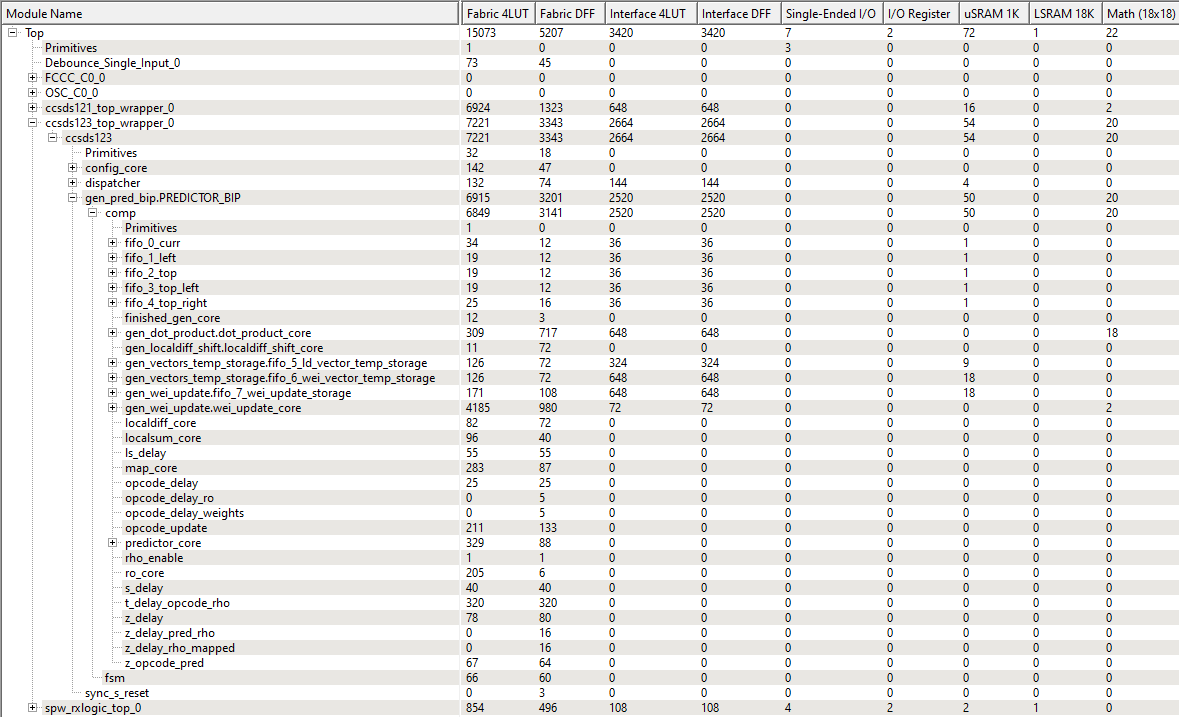 Module Name Fabric 4LUT Fabric DFF Interface 4LUT Interface DFF Single-Ended I/O I/O Register uSRAM 1K LSRAM 18K Math (18x18)
Top 15073 5207 3420 3420 7 2 72 1 22
Primitives 1 0 0 0 3 0 0 0 0
Debounce_Single_Input_0 73 45 0 0 0 0 0 0 0
FCCC_C0_0 0 0 0 0 0 0 0 0 0
OSC_C0_0 0 0 0 0 0 0 0 0 0
ccsds121_top_wrapper_0 6924 1323 648 648 0 0 16 0 2
ccsds123_top_wrapper_0 7221 3343 2664 2664 0 0 54 0 20
ccsds123 7221 3343 2664 2664 0 0 54 0 20
Primitives 32 18 0 0 0 0 0 0 0
config_core 142 47 0 0 0 0 0 0 0
dispatcher 132 74 144 144 0 0 4 0 0
gen_pred_bip.PREDICTOR_BIP 6915 3201 2520 2520 0 0 50 0 20
comp 6849 3141 2520 2520 0 0 50 0 20
Primitives 1 0 0 0 0 0 0 0 0
fifo_0_curr 34 12 36 36 0 0 1 0 0
fifo_1_left 19 12 36 36 0 0 1 0 0
fifo_2_top 19 12 36 36 0 0 1 0 0
fifo_3_top_left 19 12 36 36 0 0 1 0 0
fifo_4_top_right 25 16 36 36 0 0 1 0 0
finished_gen_core 12 3 0 0 0 0 0 0 0
gen_dot_product.dot_product_core 309 717 648 648 0 0 0 0 18
gen_localdiff_shift.localdiff_shift_core 11 72 0 0 0 0 0 0 0
gen_vectors_temp_storage.fifo_5_ld_vector_temp_storage 126 72 324 324 0 0 9 0 0
gen_vectors_temp_storage.fifo_6_wei_vector_temp_storage 126 72 648 648 0 0 18 0 0
gen_wei_update.fifo_7_wei_update_storage 171 108 648 648 0 0 18 0 0
gen_wei_update.wei_update_core 4185 980 72 72 0 0 0 0 2
localdiff_core 82 72 0 0 0 0 0 0 0
localsum_core 96 40 0 0 0 0 0 0 0
ls_delay 55 55 0 0 0 0 0 0 0
map_core 283 87 0 0 0 0 0 0 0
opcode_delay 25 25 0 0 0 0 0 0 0
opcode_delay_ro 0 5 0 0 0 0 0 0 0
opcode_delay_weights 0 5 0 0 0 0 0 0 0
opcode_update 211 133 0 0 0 0 0 0 0
predictor_core 329 88 0 0 0 0 0 0 0
rho_enable 1 1 0 0 0 0 0 0 0
ro_core 205 6 0 0 0 0 0 0 0
s_delay 40 40 0 0 0 0 0 0 0
t_delay_opcode_rho 320 320 0 0 0 0 0 0 0
z_delay 78 80 0 0 0 0 0 0 0
z_delay_pred_rho 0 16 0 0 0 0 0 0 0
z_delay_rho_mapped 0 16 0 0 0 0 0 0 0
z_opcode_pred 67 64 0 0 0 0 0 0 0
fsm 66 60 0 0 0 0 0 0 0
sync_s_reset 0 3 0 0 0 0 0 0 0
spw_rxlogic_top_0 854 496 108 108 4 2 2 1 0